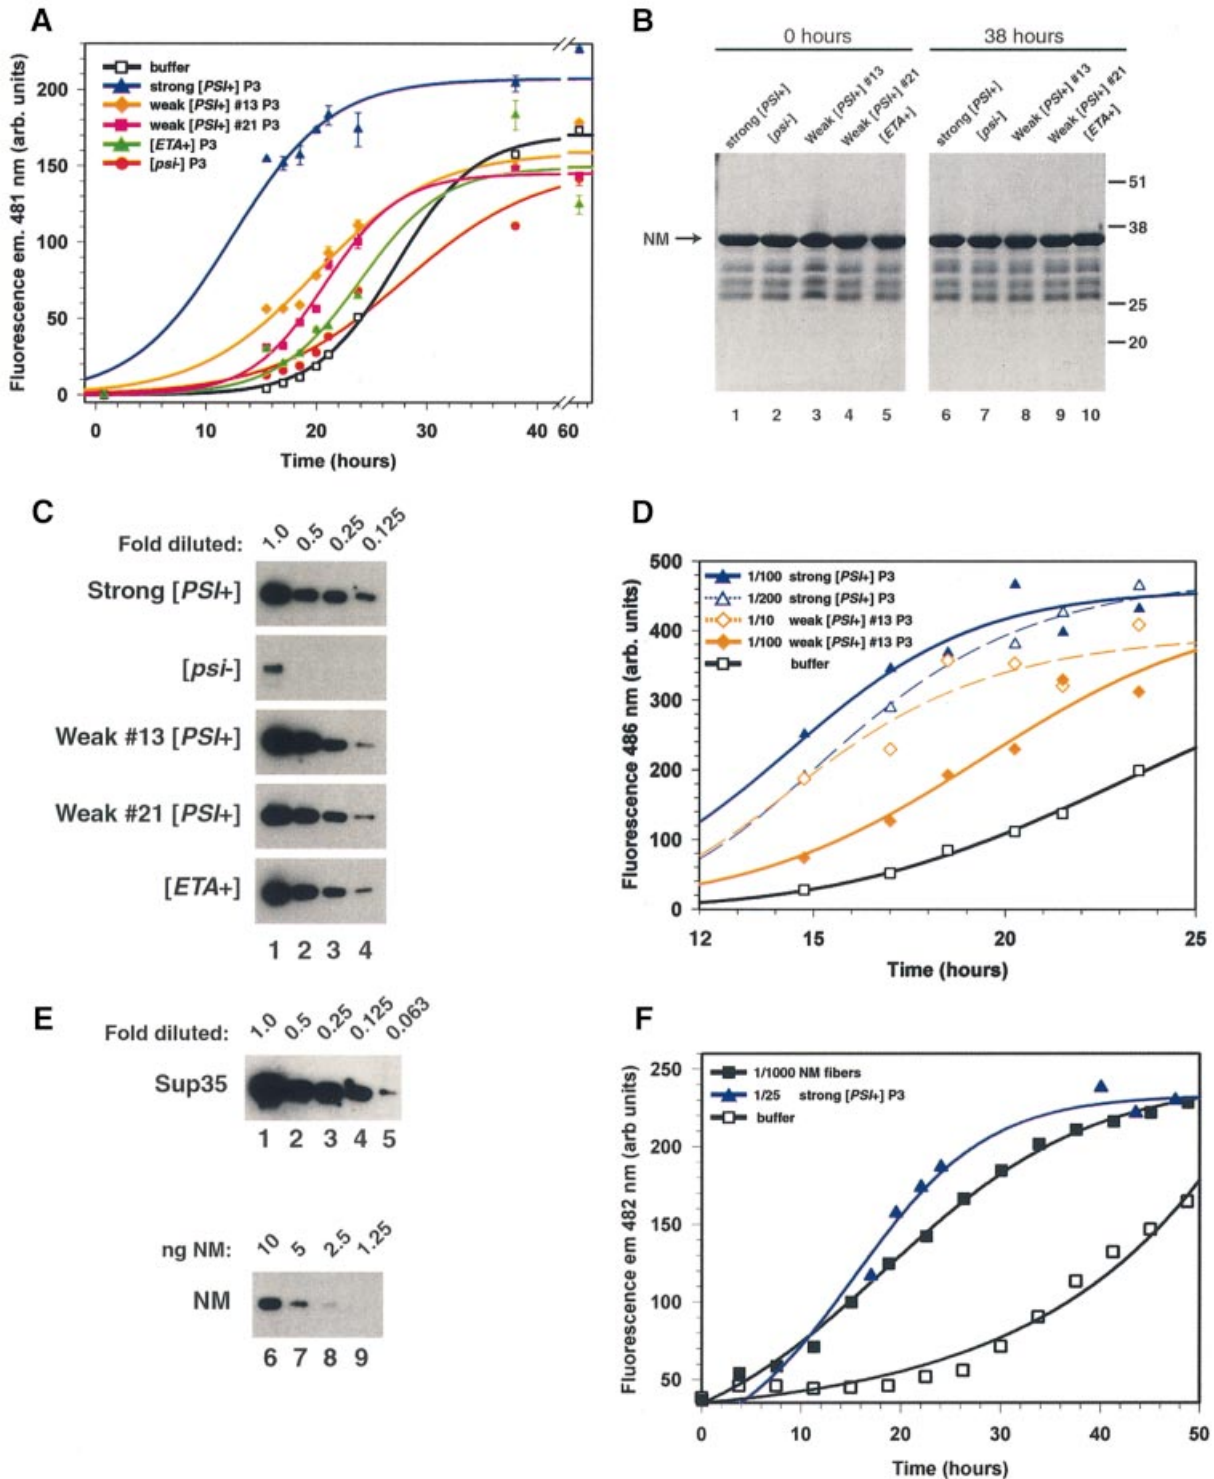 A
Fluorescence em. 481 nm (arb. units)
200
150
100
50
0
buffer
strong [PSI+] P3
weak [PSI+] #13 P3
weak [PSI+] #21 P3
[ETA+] P3
[psi-] P3
0 10 20 30 40 60
Time (hours)
B
0 hours 38 hours
strong [PSI+]
[psi-]
Weak [PSI+] #13
Weak [PSI+] #21
[ETA+]
strong [PSI+]
[psi-]
Weak [PSI+] #13
Weak [PSI+] #21
[ETA+]
NM
51
38
25
20
1 2 3 4 5 6 7 8 9 10
C
Fold diluted: 1.0 0.5 0.25 0.125
Strong [PSI+]
[psi-]
Weak #13 [PSI+]
Weak #21 [PSI+]
[ETA+]
1 2 3 4
D
Fluorescence 486 nm (arb. units)
500
400
300
200
100
0
1/100 strong [PSI+] P3
1/200 strong [PSI+] P3
1/10 weak [PSI+] #13 P3
1/100 weak [PSI+] #13 P3
buffer
12 15 20 25
Time (hours)
E
Fold diluted: 1.0 0.5 0.25 0.125 0.063
Sup35
1 2 3 4 5
ng NM: 10 5 2.5 1.25
NM
6 7 8 9
F
Fluorescence em 482 nm (arb units)
250
200
150
100
50
1/1000 NM fibers
1/25 strong [PSI+] P3
buffer
0 10 20 30 40 50
Time (hours)